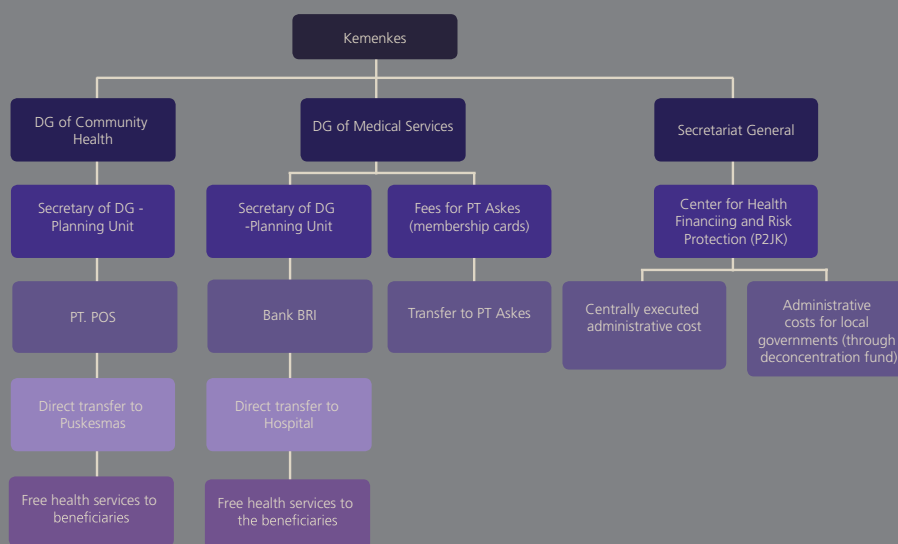 Kemenkes
DG of Community
Health
DG of Medical Services
Secretariat General
Secretary of DG -
Planning Unit
Secretary of DG
-Planning Unit
Fees for PT Askes
(membership cards)
Center for Health
Financiing and Risk
Protection (P2JK)
PT. POS
Bank BRI
Transfer to PT Askes
Centrally executed
administrative cost
Administrative
costs for local
governments (through
deconcentration fund)
Direct transfer to
Puskesmas
Direct transfer to
Hospital
Free health services to
beneficiaries
Free health services to
the beneficiaries